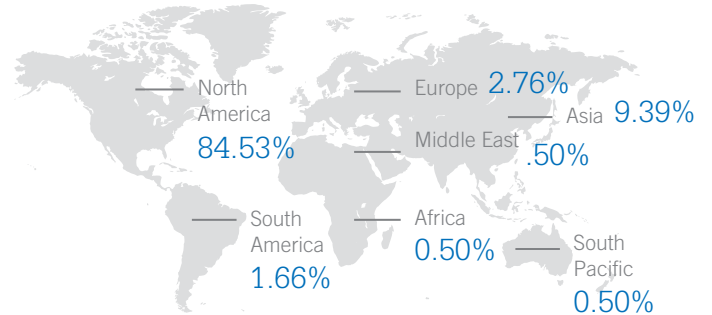 North
America
84.53%
Europe 2.76%
Asia 9.39%
Middle East
.50%
South
America
1.66%
Africa
0.50%
South
Pacific
0.50%